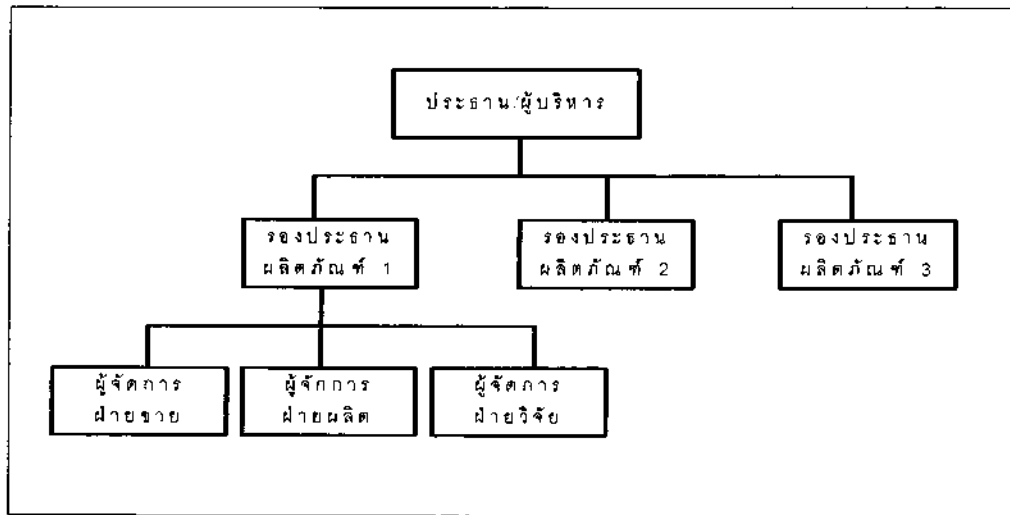 ประธาน/ผู้บริหาร
รองประธาน
ผลิตภัณฑ์ 1
รองประธาน
ผลิตภัณฑ์ 2
รองประธาน
ผลิตภัณฑ์ 3
ผู้จัดการ
ฝ่ายขาย
ผู้จัดการ
ฝ่ายผลิต
ผู้จัดการ
ฝ่ายวิจัย